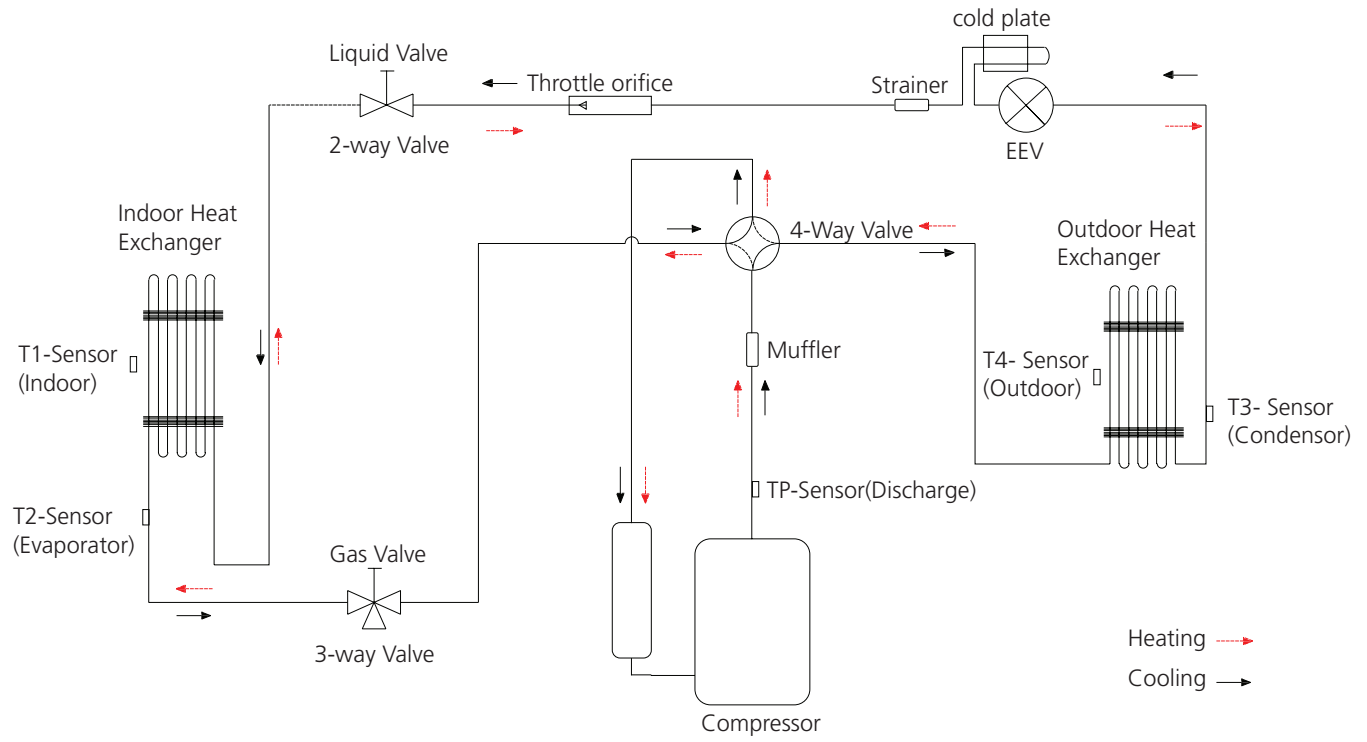 cold plate
Liquid Valve
Throttle orifice
Strainer
2-way Valve
EEV
Indoor Heat
Exchanger
4-Way Valve
Outdoor Heat
Exchanger
T1-Sensor
(Indoor)
Muffler
T4- Sensor
(Outdoor)
T3- Sensor
(Condensor)
TP-Sensor(Discharge)
T2-Sensor
(Evaporator)
Gas Valve
3-way Valve
Heating
Cooling
Compressor